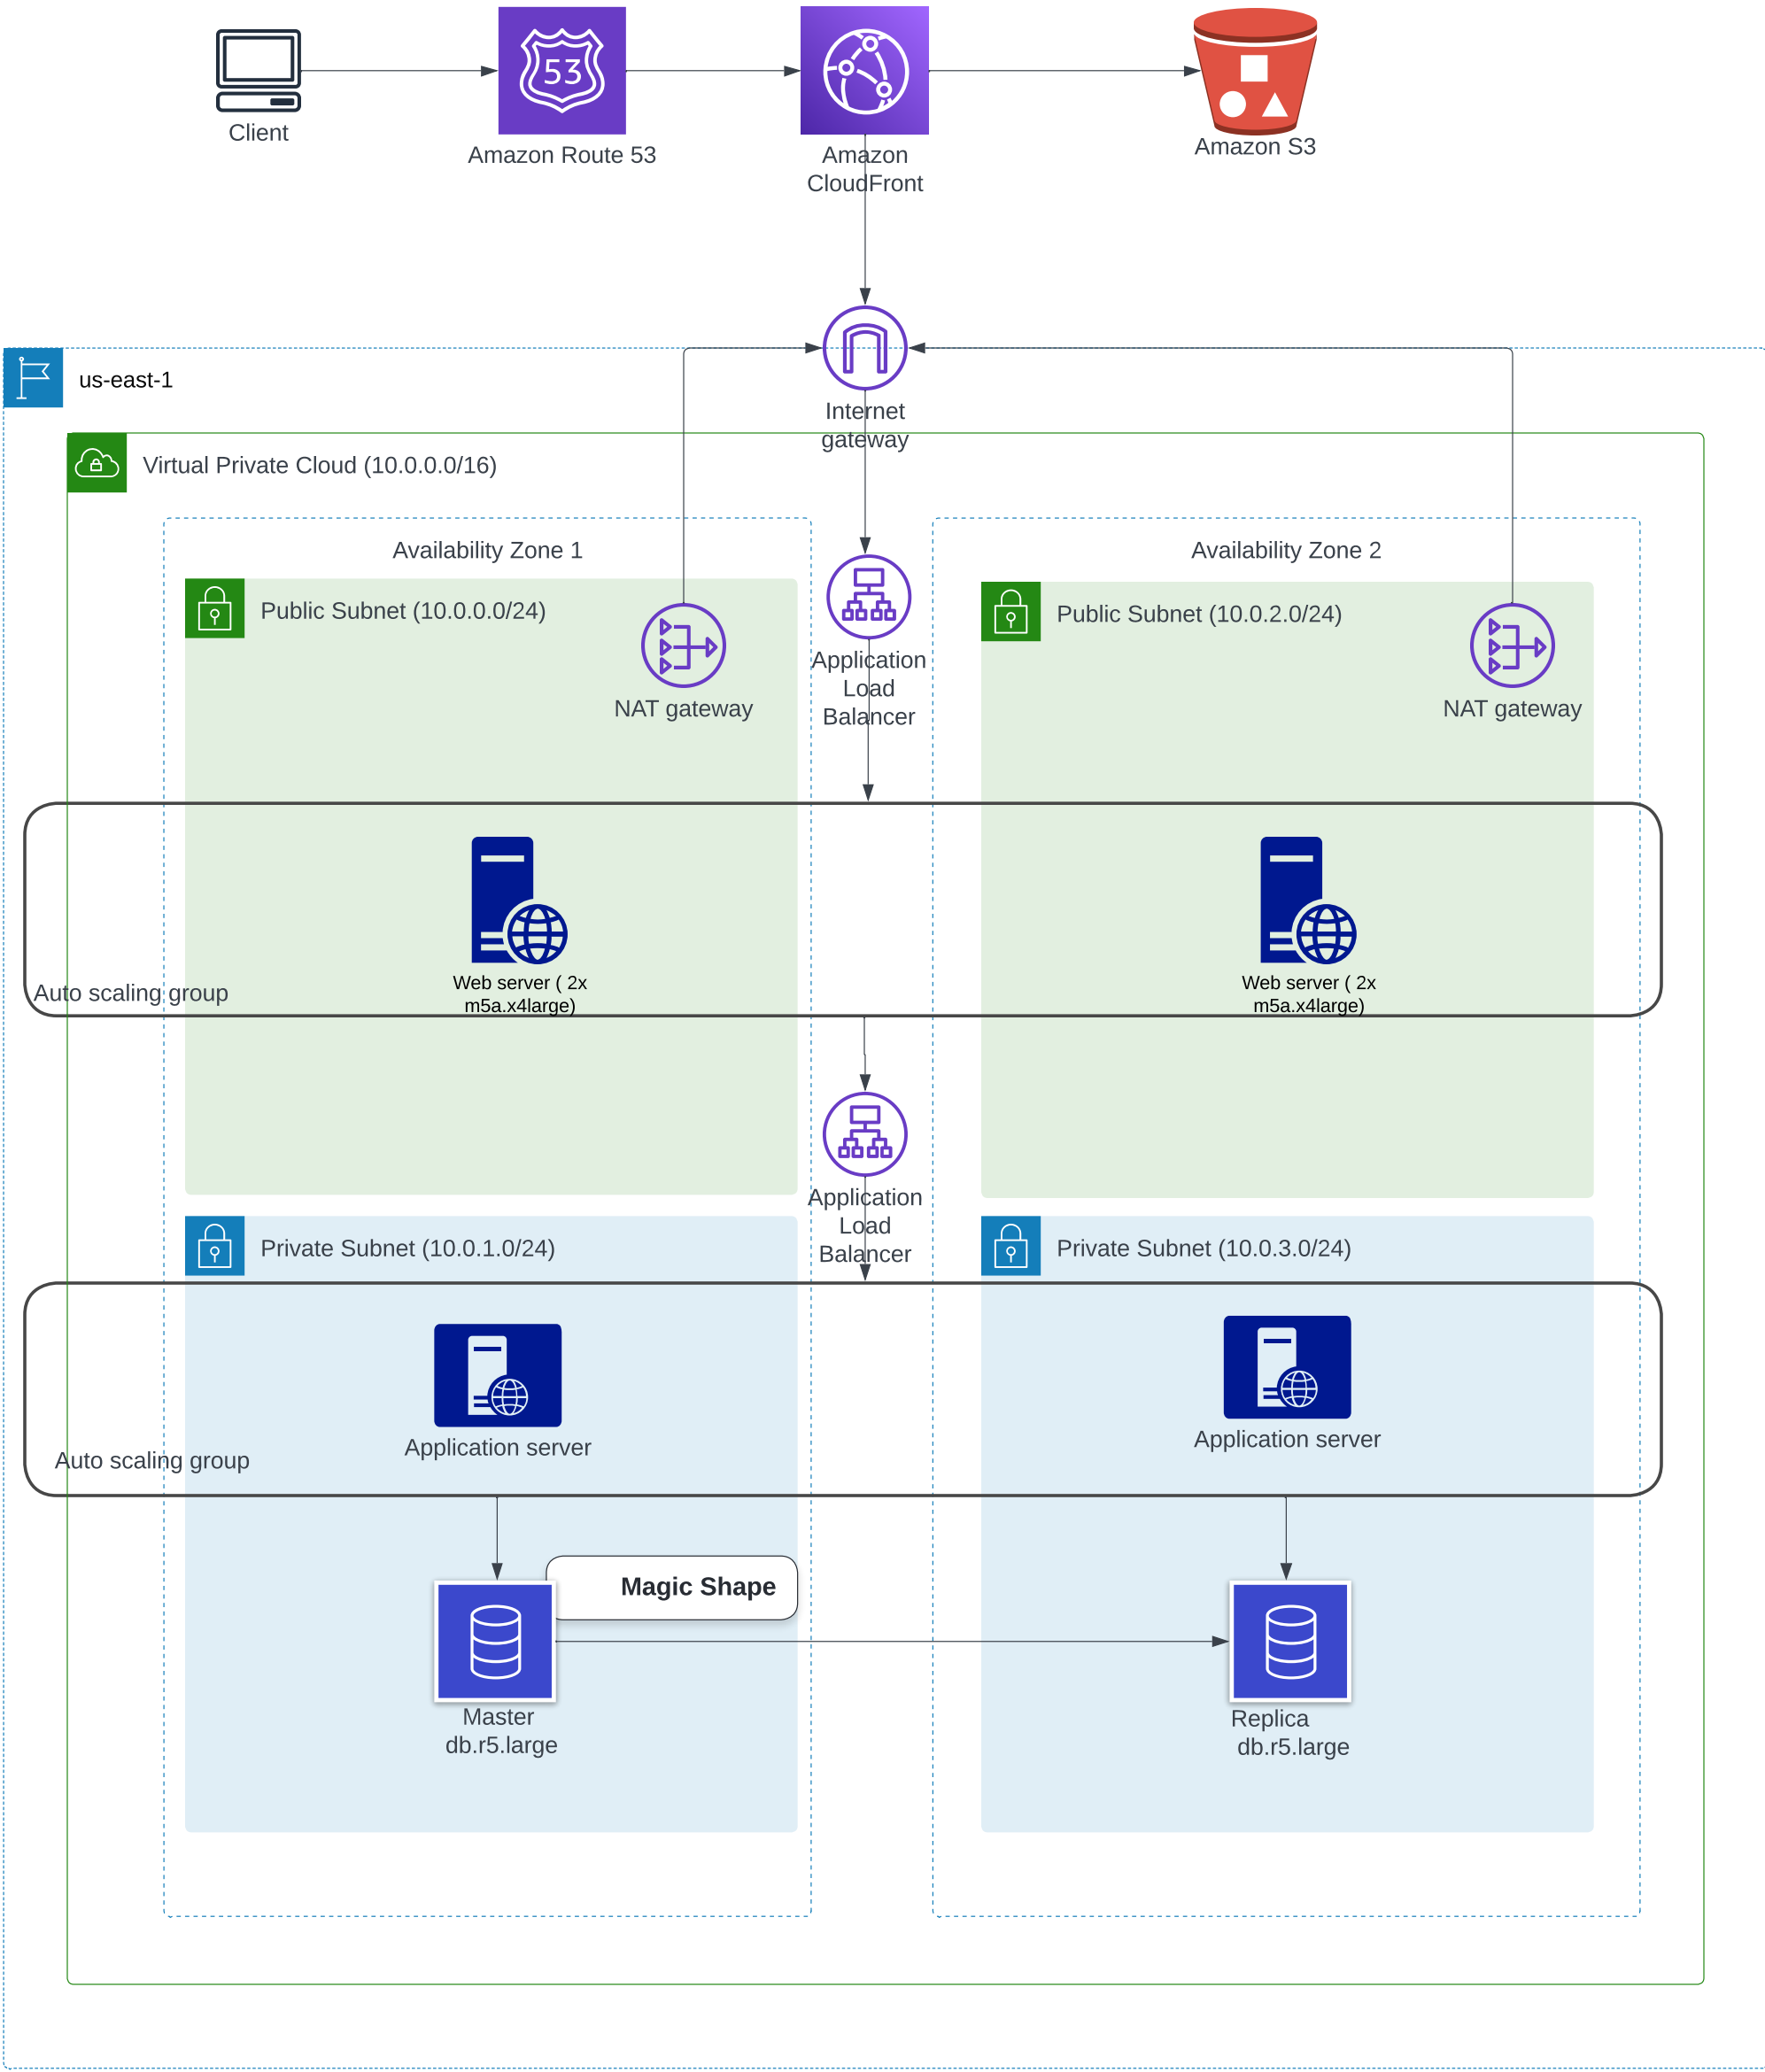 53
Client
Amazon Route 53
Amazon
CloudFront
Amazon S3
us-east-1
Internet
gateway
Virtual Private Cloud (10.0.0.0/16)
Availability Zone 1
Availability Zone 2
Public Subnet (10.0.0.0/24)
Public Subnet (10.0.2.0/24)
NAT gateway
Application
Load
Balancer
NAT gateway
Web server ( 2x
m5a.x4large)
Web server ( 2x
m5a.x4large)
Auto scaling group
Application
Load
Balancer
Private Subnet (10.0.1.0/24)
Private Subnet (10.0.3.0/24)
Application server
Application server
Auto scaling group
Magic Shape
Master
db.r5.large
Replica
db.r5.large